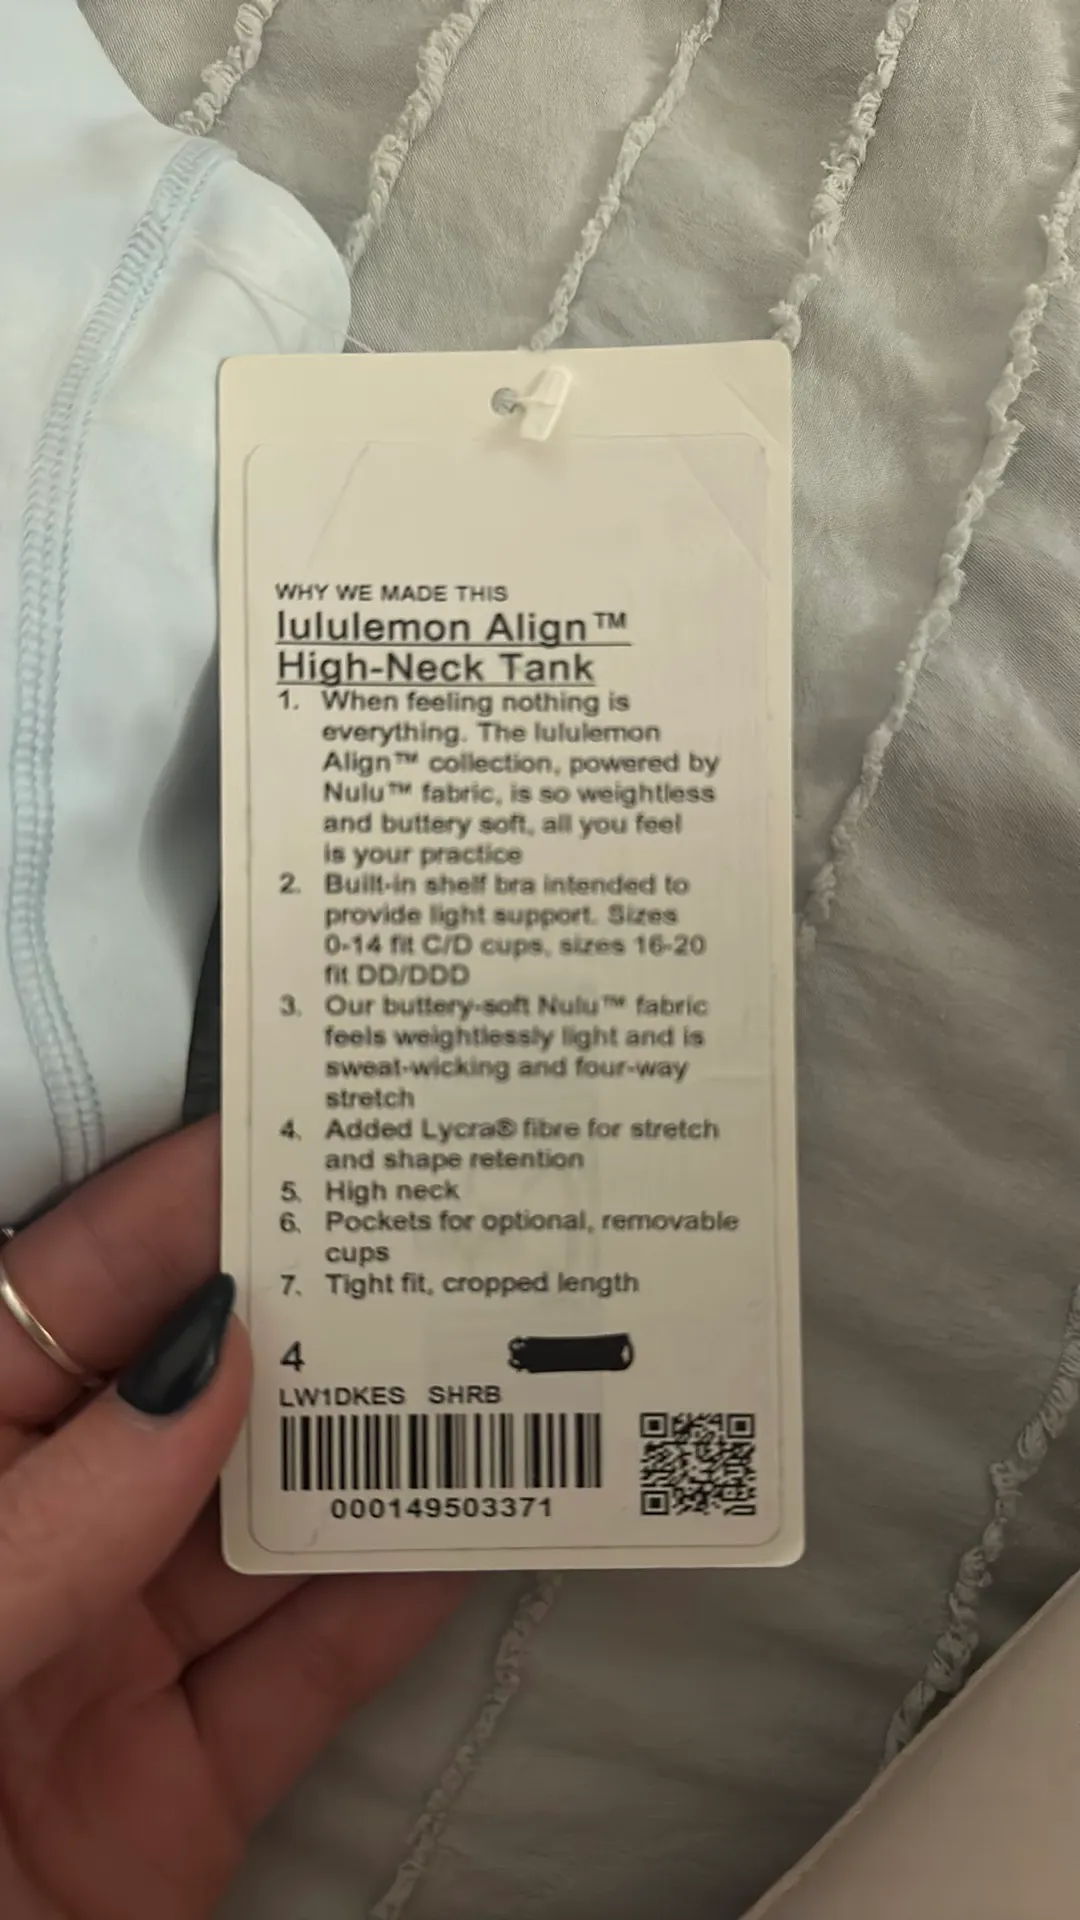 WHY WE MADE THIS
lululemon Align™
High-Neck Tank
1. When feeling nothing is
everything. The lululemon
Align™ collection, powered by
Nulu™ fabric, is so weightless
and buttery soft, all you feel
is your practice
2. Built-in shelf bra intended to
provide light support. Sizes
0-14 fit C/D cups, sizes 16-20
fit DD/DDD
3. Our buttery-soft Nulu™ fabric
feels weightlessly light and is
sweat-wicking and four-way
stretch
4. Added Lycra® fibre for stretch
and shape retention
5. High neck
6. Pockets for optional, removable
cups
7. Tight fit, cropped length
4
LW1DKES SHRB
000149503371